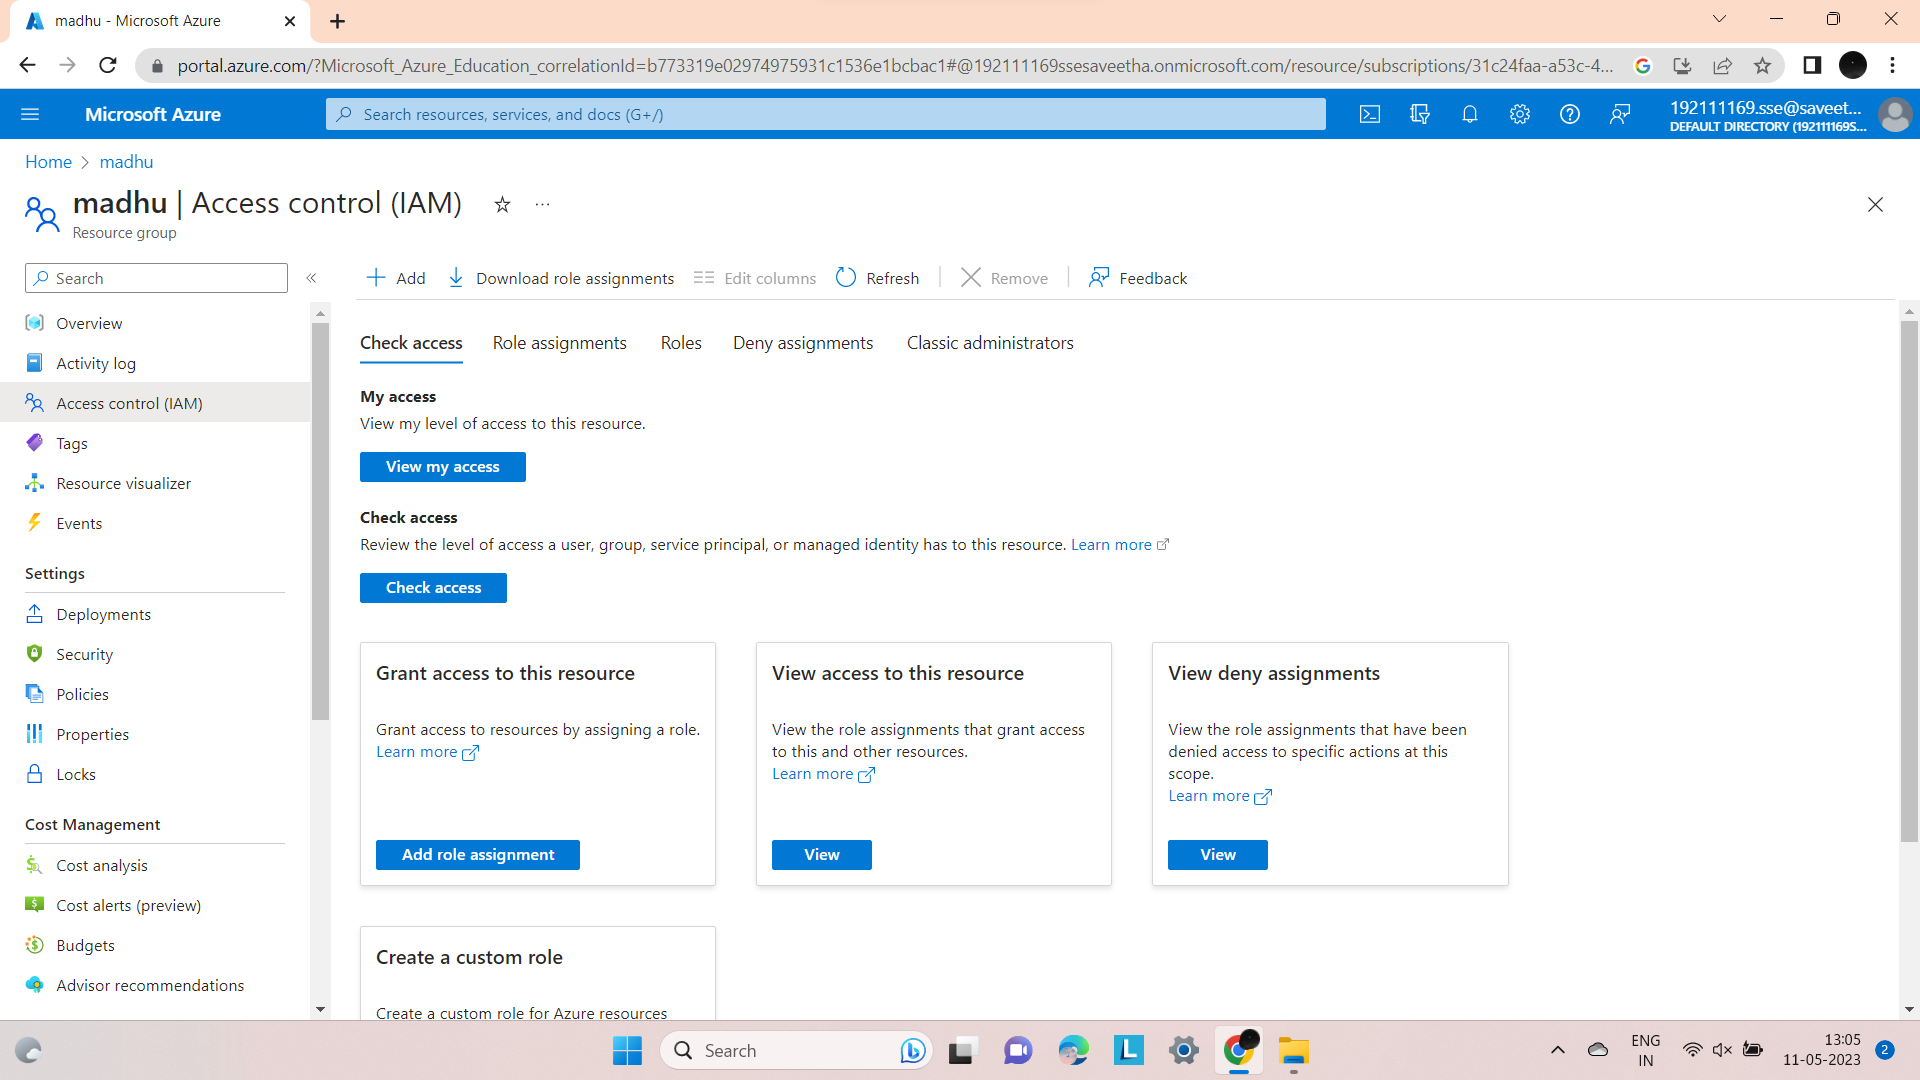 madhu - Microsoft Azure
portal.azure.com/?Microsoft_Azure_Education_correlationId=b773319e02974975931c1536e1bcbac1#@192111169ssesaveetha.onmicrosoft.com/resource/subscriptions/31c24faa-a53c-4...
Microsoft Azure
Search resources, services, and docs (G+/)
192111169.sse@saveet...
DEFAULT DIRECTORY (192111169S...
Home > madhu
madhu | Access control (IAM)
...
Resource group
Search
«
Add
Download role assignments
Edit columns
Refresh
Remove
Feedback
Overview
Activity log
Access control (IAM)
Tags
Resource visualizer
Events
Settings
Deployments
Security
Policies
Properties
Locks
Cost Management
Cost analysis
Cost alerts (preview)
Budgets
Advisor recommendations
Check access
Role assignments
Roles
Deny assignments
Classic administrators
My access
View my level of access to this resource.
View my access
Check access
Review the level of access a user, group, service principal, or managed identity has to this resource. Learn more
Check access
Grant access to this resource
Grant access to resources by assigning a role.
Learn more
Add role assignment
View access to this resource
View the role assignments that grant access
to this and other resources.
Learn more
View
View deny assignments
View the role assignments that have been
denied access to specific actions at this
scope.
Learn more
View
Create a custom role
Create a custom role for Azure resources
Search
L
ENG
IN
13:05
11-05-2023
2